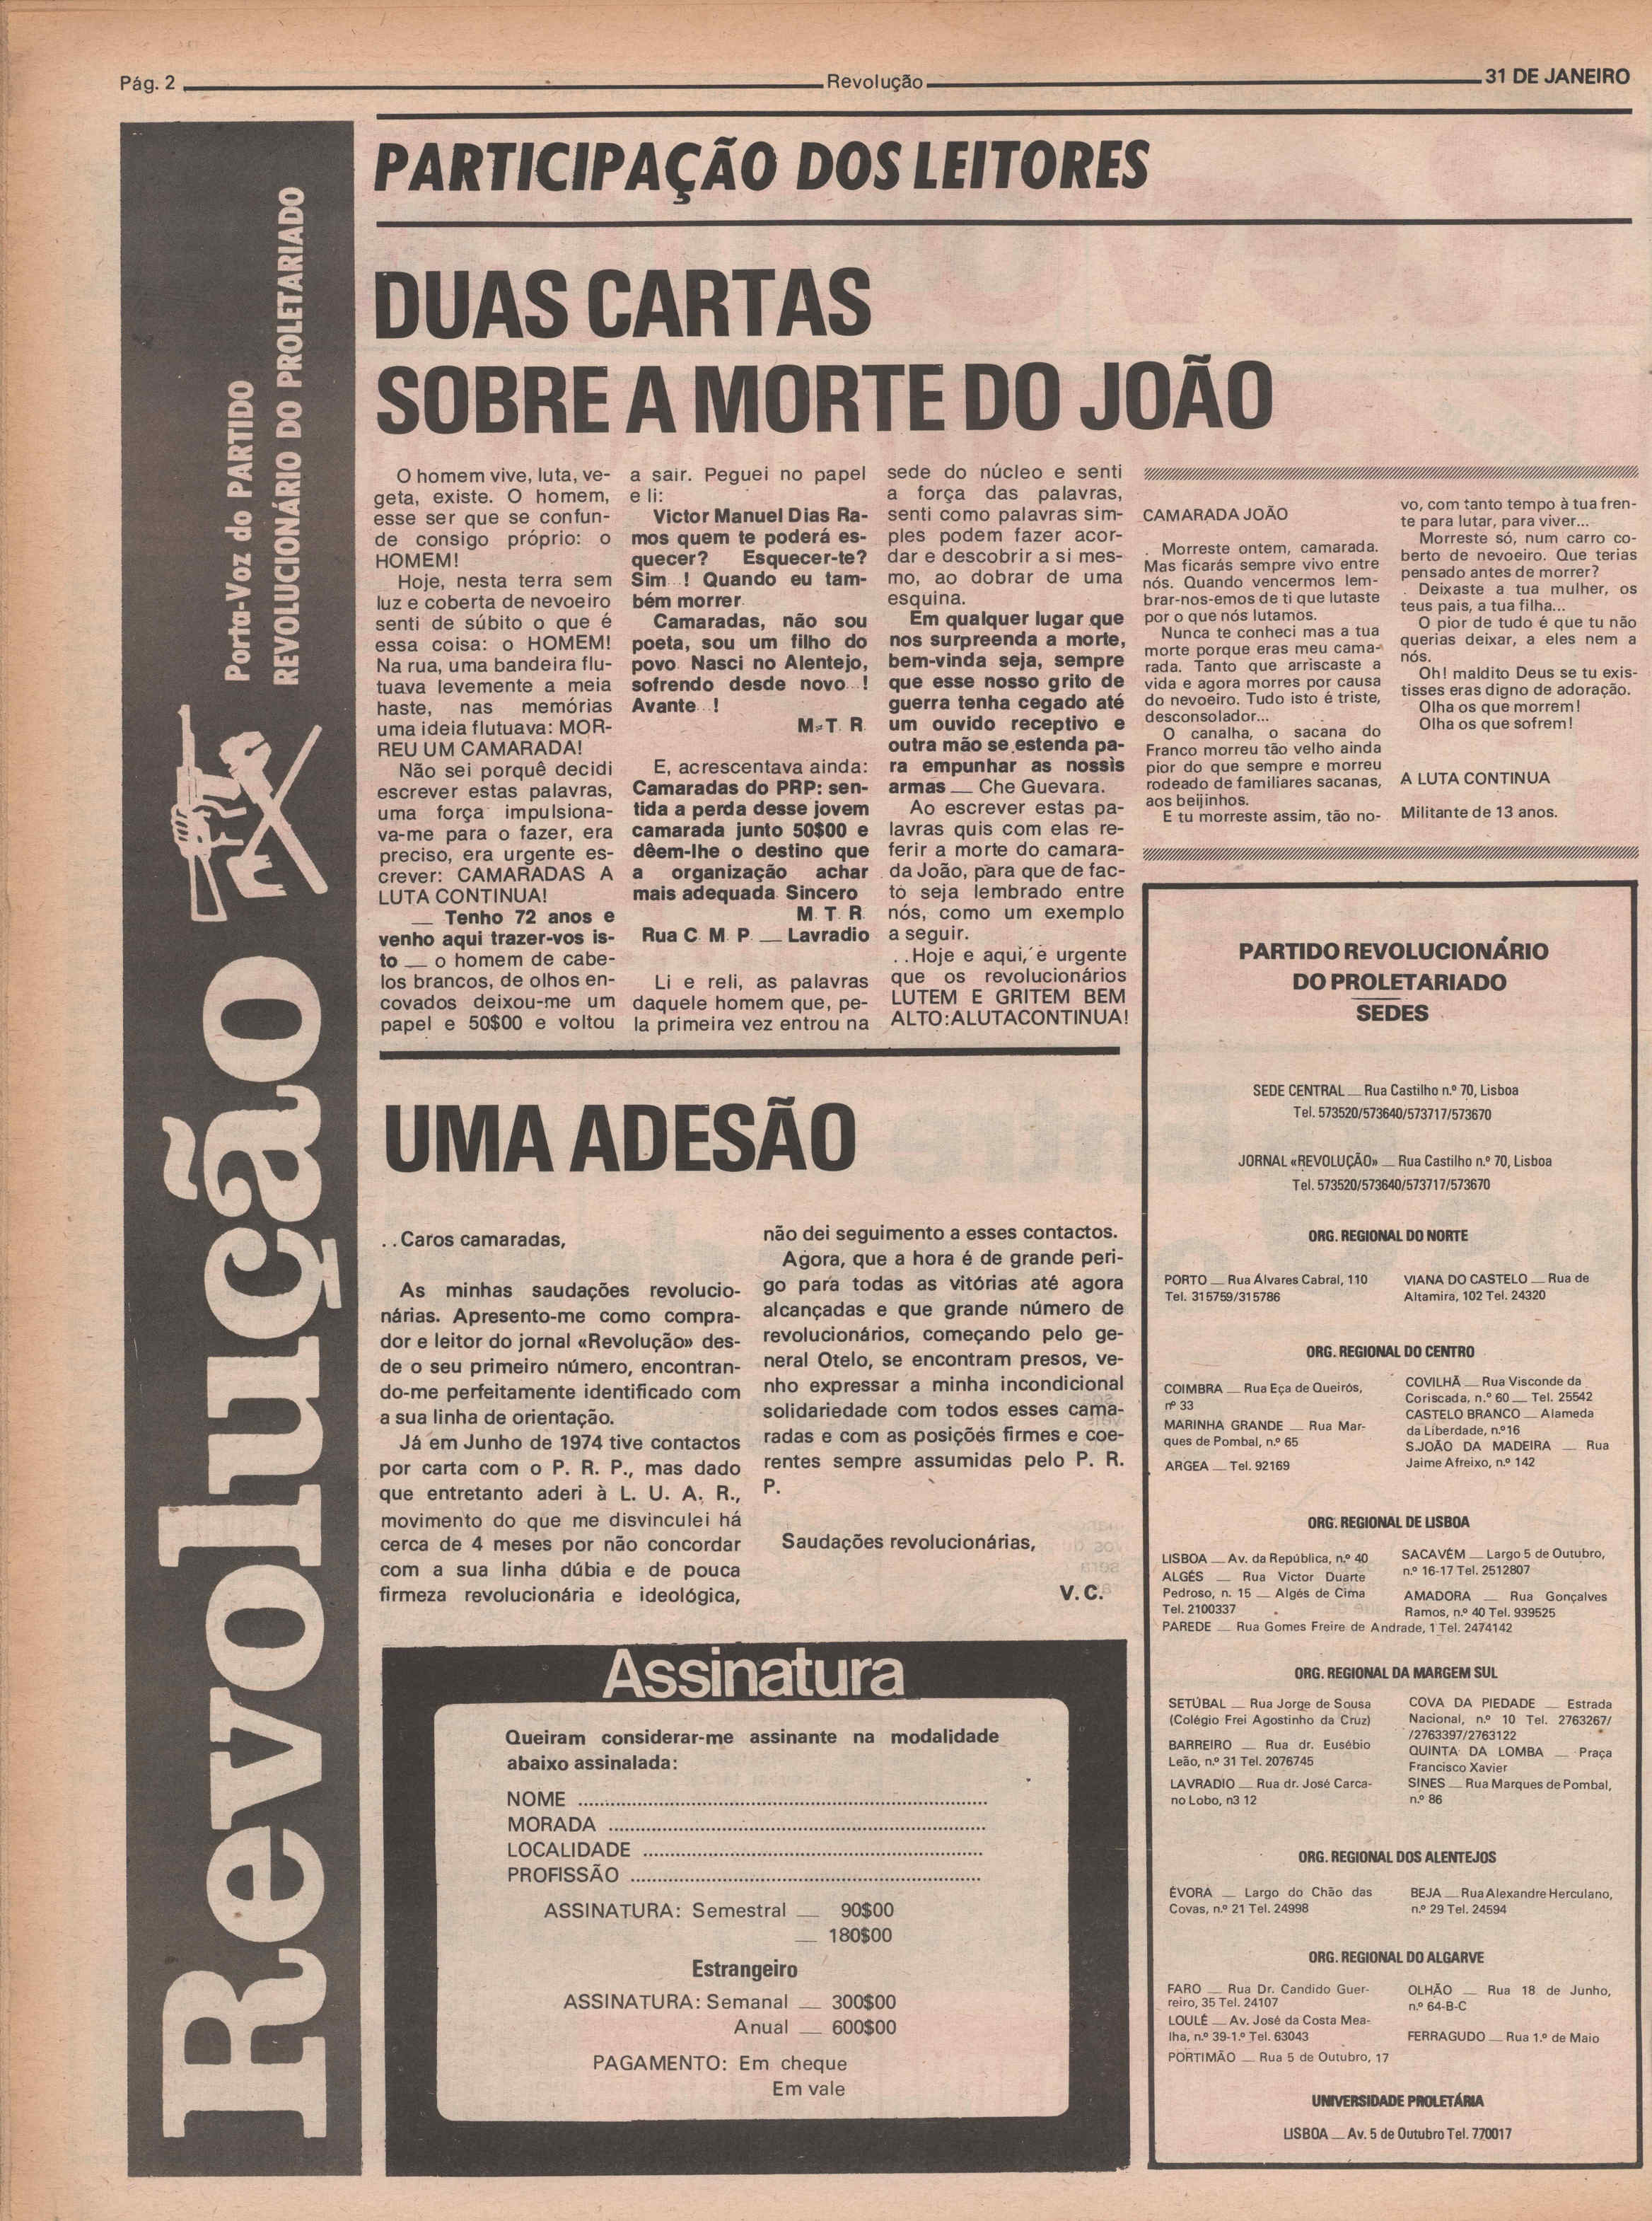 Pág. 2
Revolução
31 DE JANEIRO
Revolução
Porta-Voz do PARTIDO
REVOLUCIONÁRIO DO PROLETARIADO
PARTICIPAÇÃO DOS LEITORES
DUAS CARTAS
SOBRE A MORTE DO JOÃO
O homem vive, luta, ve-
geta, existe. O homem,
esse ser que se confun-
de consigo próprio: o
HOMEM!
Hoje, nesta terra sem
luz e coberta de nevoeiro
senti de súbito o que é
essa coisa: o HOMEM!
Na rua, uma bandeira flu-
tuava levemente a meia
haste, nas memórias
uma ideia flutuava: MOR-
REU UM CAMARADA!
Não sei porquê decidi
escrever estas palavras,
uma força impulsiona-
va-me para o fazer, era
preciso, era urgente es-
crever: CAMARADAS A
LUTA CONTINUA!
— Tenho 72 anos e
venho aqui trazer-vos is-
to — o homem de cabe-
los brancos, de olhos en-
covados deixou-me um
papel e 50$00 e voltou
a sair. Peguei no papel
e li:
Victor Manuel Dias Ra-
mos quem te poderá es-
quecer? Esquecer-te?
Sim...! Quando eu tam-
bém morrer.
Camaradas, não sou
poeta, sou um filho do
povo. Nasci no Alentejo,
sofrendo desde novo...!
Avante...!
M. T. R.
E, acrescentava ainda:
Camaradas do PRP: sen-
tida a perda desse jovem
camarada junto 50$00 e
dêem-lhe o destino que
a organização achar
mais adequada. Sincero
M. T. R.
Rua C. M. P. — Lavradio
Li e reli, as palavras
daquele homem que, pe-
la primeira vez entrou na
sede do núcleo e senti
a força das palavras,
senti como palavras sim-
ples podem fazer acor-
dar e descobrir a si mes-
mo, ao dobrar de uma
esquina.
Em qualquer lugar que
nos surpreenda a morte,
bem-vinda seja, sempre
que esse nosso grito de
guerra tenha cegado até
um ouvido receptivo e
outra mão se estenda pa-
ra empunhar as nossis
armas — Che Guevara.
Ao escrever estas pa-
lavras quis com elas re-
ferir a morte do camara-
da João, para que de fac-
to seja lembrado entre
nós, como um exemplo
a seguir.
..Hoje e aqui, é urgente
que os revolucionários
LUTEM E GRITEM BEM
ALTO:ALUTACONTINUA!
CAMARADA JOÃO
. Morreste ontem, camarada.
Mas ficarás sempre vivo entre
nós. Quando vencermos lem-
brar-nos-emos de ti que lutaste
por o que nós lutamos.
Nunca te conheci mas a tua
morte porque eras meu cama-
rada. Tanto que arriscaste a
vida e agora morres por causa
do nevoeiro. Tudo isto é triste,
desconsolador...
O canalha, o sacana do
Franco morreu tão velho ainda
pior do que sempre e morreu
rodeado de familiares sacanas,
aos beijinhos.
E tu morreste assim, tão no-
vo, com tanto tempo à tua fren-
te para lutar, para viver...
Morreste só, num carro co-
berto de nevoeiro. Que terias
pensado antes de morrer?
. Deixaste a tua mulher, os
teus pais, a tua filha...
O pior de tudo é que tu não
querias deixar, a eles nem a
nós.
Oh! maldito Deus se tu exis-
tisses eras digno de adoração.
Olha os que morrem!
Olha os que sofrem!
A LUTA CONTINUA
Militante de 13 anos.
UMA ADESÃO
..Caros camaradas,
As minhas saudações revolucio-
nárias. Apresento-me como compra-
dor e leitor do jornal «Revolução» des-
de o seu primeiro número, encontran-
do-me perfeitamente identificado com
a sua linha de orientação.
Já em Junho de 1974 tive contactos
por carta com o P. R. P., mas dado
que entretanto aderi à L. U. A. R.,
movimento do que me disvinculei há
cerca de 4 meses por não concordar
com a sua linha dúbia e de pouca
firmeza revolucionária e ideológica,
não dei seguimento a esses contactos.
Agora, que a hora é de grande peri-
go para todas as vitórias até agora
alcançadas e que grande número de
revolucionários, começando pelo ge-
neral Otelo, se encontram presos, ve-
nho expressar a minha incondicional
solidariedade com todos esses cama-
radas e com as posições firmes e coe-
rentes sempre assumidas pelo P. R.
P.
Saudações revolucionárias,
V. C.
Assinatura
Queiram considerar-me assinante na modalidade
abaixo assinalada:
NOME ................
MORADA ................
LOCALIDADE ................
PROFISSÃO ................
ASSINATURA: Semestral — 90$00
— 180$00
Estrangeiro
ASSINATURA: Semanal — 300$00
Anual — 600$00
PAGAMENTO: Em cheque
Em vale
PARTIDO REVOLUCIONÁRIO
DO PROLETARIADO
SEDES
SEDE CENTRAL — Rua Castilho n.º 70, Lisboa
Tel. 573520/573640/573717/573670
JORNAL «REVOLUÇÃO» — Rua Castilho n.º 70, Lisboa
Tel. 573520/573640/573717/573670
ORG. REGIONAL DO NORTE
PORTO — Rua Álvares Cabral, 110
Tel. 315759/315786
VIANA DO CASTELO — Rua de
Altamira, 102 Tel. 24320
ORG. REGIONAL DO CENTRO
COIMBRA — Rua Eça de Queirós,
nº 33
MARINHA GRANDE — Rua Mar-
ques de Pombal, n.º 65
ARGEA — Tel. 92169
COVILHÃ — Rua Visconde da
Coriscada, n.º 60 — Tel. 25542
CASTELO BRANCO — Alameda
da Liberdade, n.º16
S.JOÃO DA MADEIRA — Rua
Jaime Afreixo, n.º 142
ORG. REGIONAL DE LISBOA
LISBOA — Av. da República, n.º 40
ALGÉS — Rua Victor Duarte
Pedroso, n. 15 — Algés de Cima
Tel. 2100337
SACAVÉM — Largo 5 de Outubro,
n.º 16-17 Tel. 2512807
AMADORA — Rua Gonçalves
Ramos, n.º 40 Tel. 939525
PAREDE — Rua Gomes Freire de Andrade, 1 Tel. 2474142
ORG. REGIONAL DA MARGEM SUL
SETÚBAL — Rua Jorge de Sousa
(Colégio Frei Agostinho da Cruz)
BARREIRO — Rua dr. Eusébio
Leão, n.º 31 Tel. 2076745
LAVRADIO — Rua dr. José Carca-
no Lobo, n3 12
COVA DA PIEDADE — Estrada
Nacional, n.º 10 Tel. 2763267/
/2763397/2763122
QUINTA DA LOMBA — Praça
Francisco Xavier
SINES — Rua Marques de Pombal,
n.º 86
ORG. REGIONAL DOS ALENTEJOS
ÉVORA — Largo do Chão das
Covas, n.º 21 Tel. 24998
BEJA — Rua Alexandre Herculano,
n.º 29 Tel. 24594
ORG. REGIONAL DO ALGARVE
FARO — Rua Dr. Candido Guer-
reiro, 35 Tel. 24107
LOULÉ — Av. José da Costa Mea-
lha, n.º 39-1.º Tel. 63043
PORTIMÃO — Rua 5 de Outubro, 17
OLHÃO — Rua 18 de Junho,
n.º 64-B-C
FERRAGUDO — Rua 1.º de Maio
UNIVERSIDADE PROLETÁRIA
LISBOA — Av. 5 de Outubro Tel. 770017